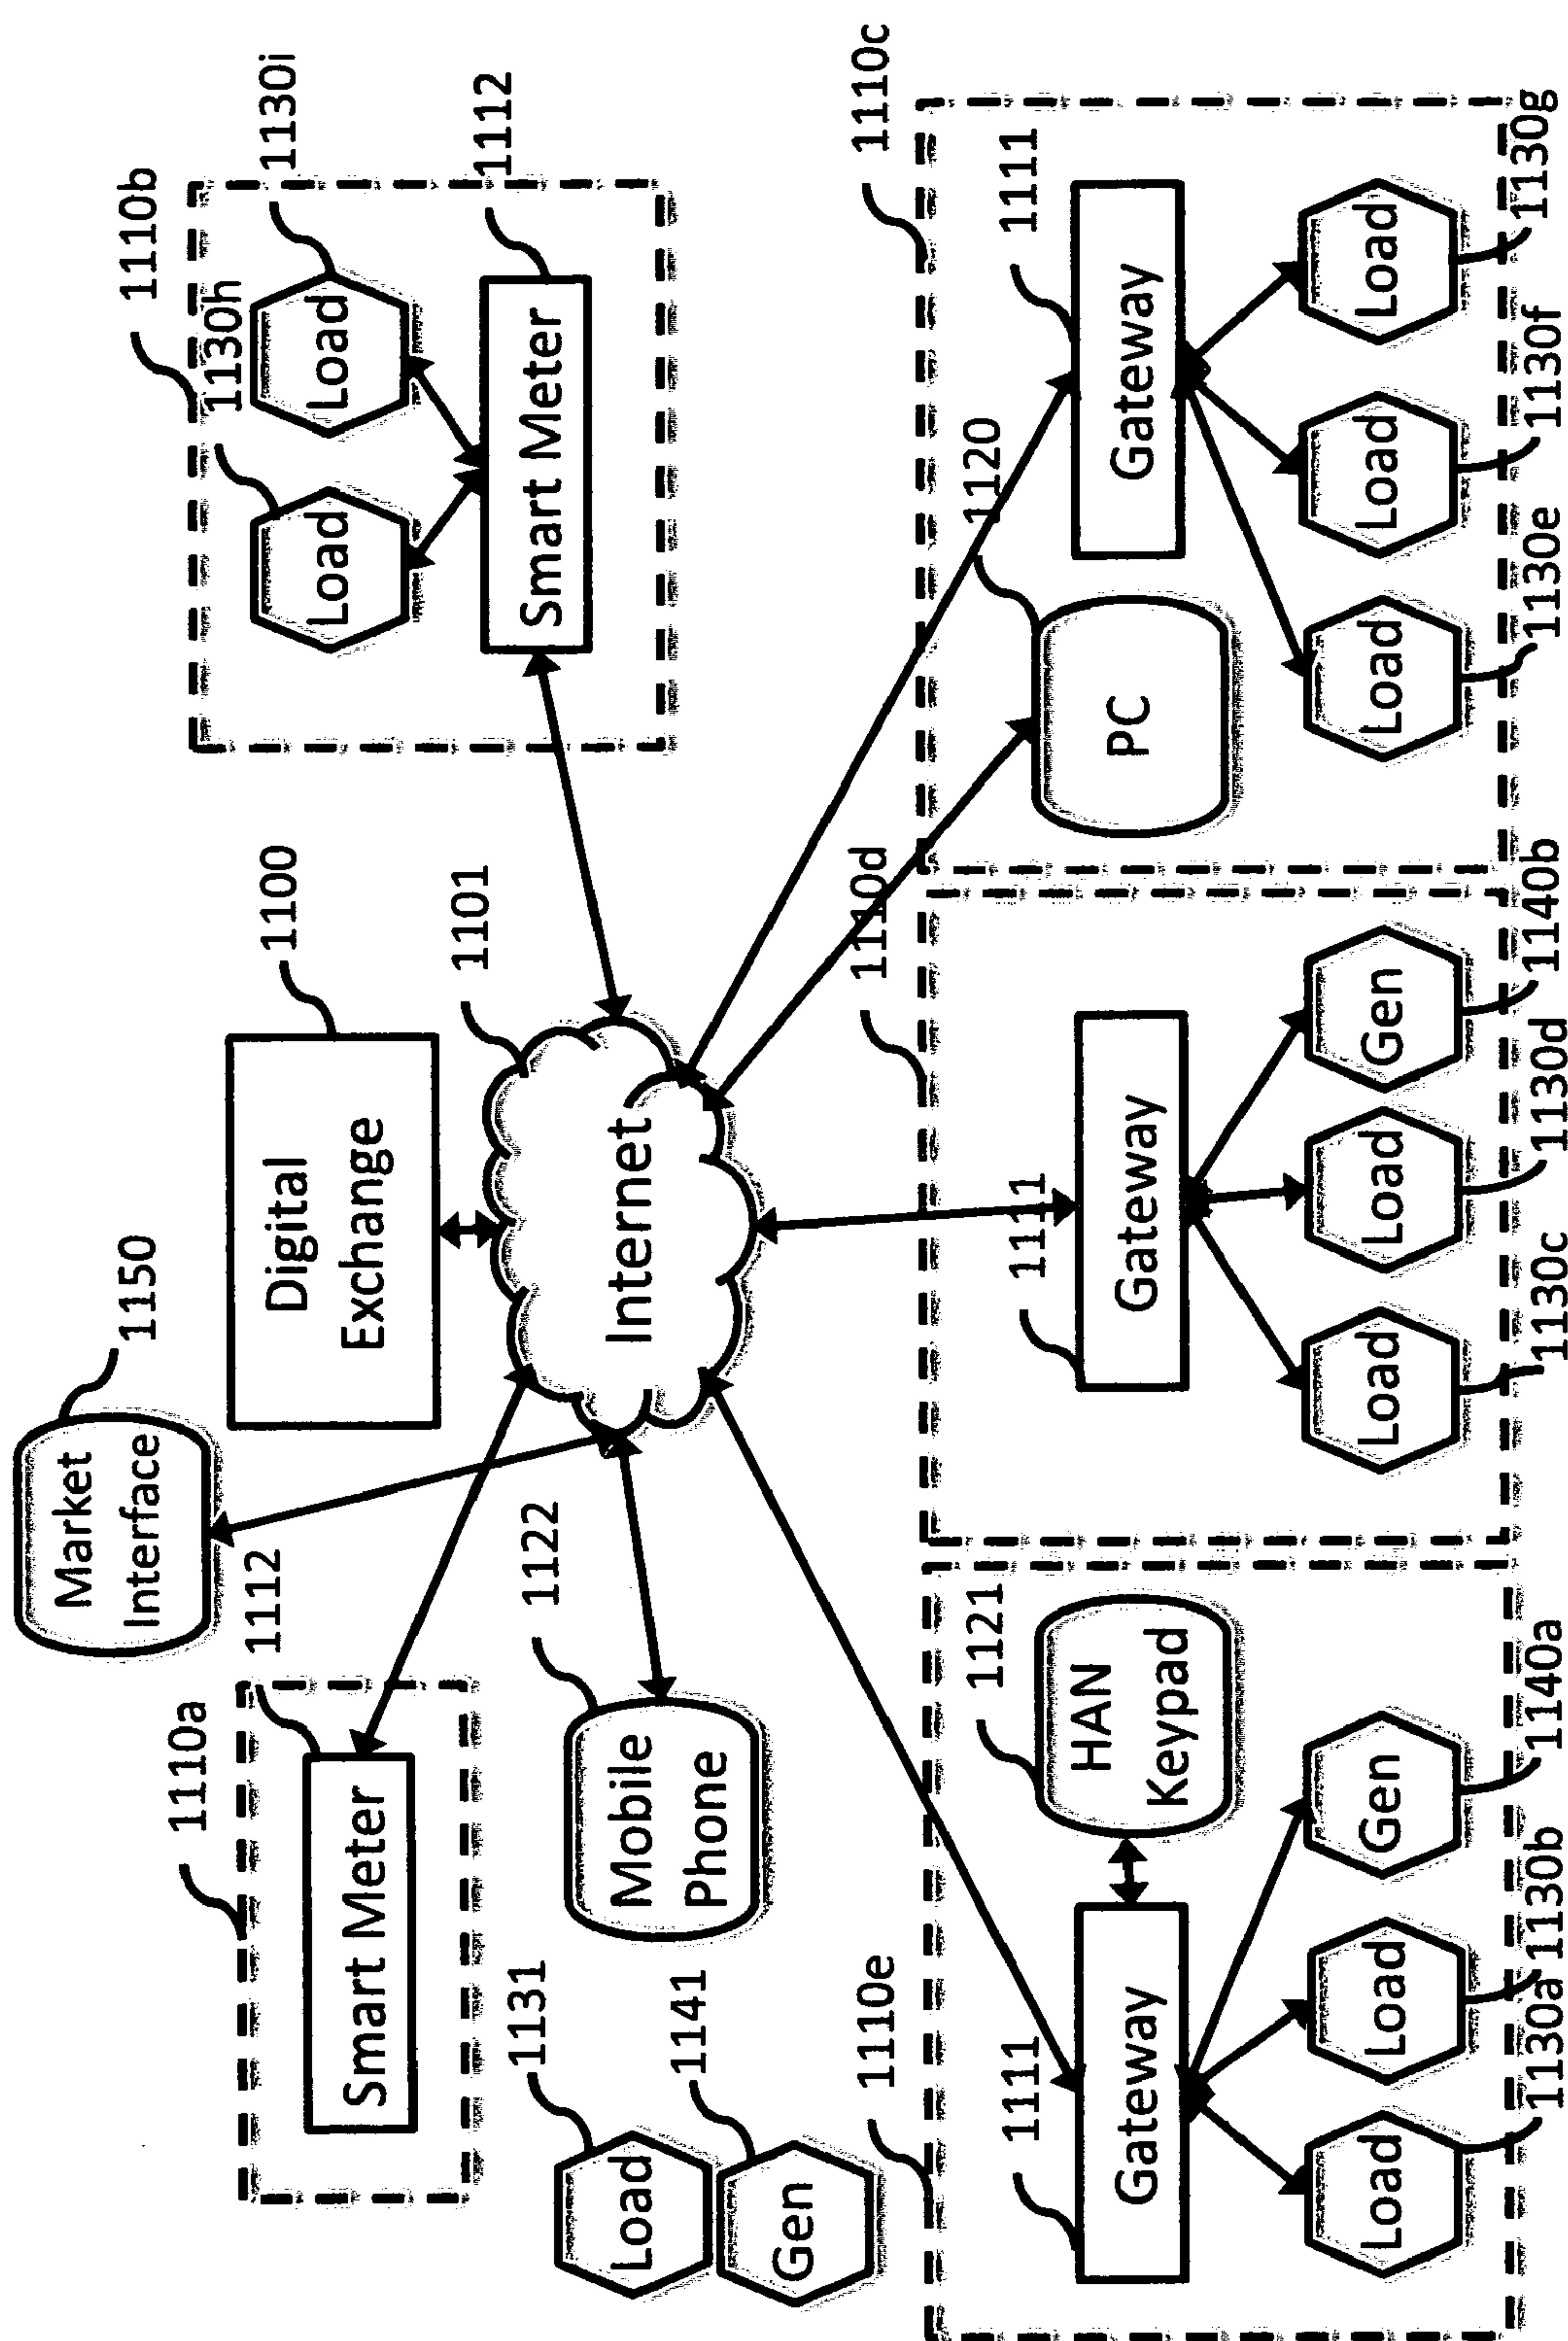 Market
Interface
1150
1110b
1110a
1112
1100
1130h
1130i
Digital
Exchange
Load
Load
Smart Meter
1101
1112
1131
1122
Smart Meter
Load
Mobile
Phone
Internet
1141
Gen
1110e
1110d
1110c
1111
1121
1111
1120
1111
Gateway
HAN
Keypad
Gateway
PC
Gateway
Load
Load
Gen
Load
Load
Gen
Load
Load
Load
1130a
1130b
1140a
1130c
1130d
1140b
1130e
1130f
1130g